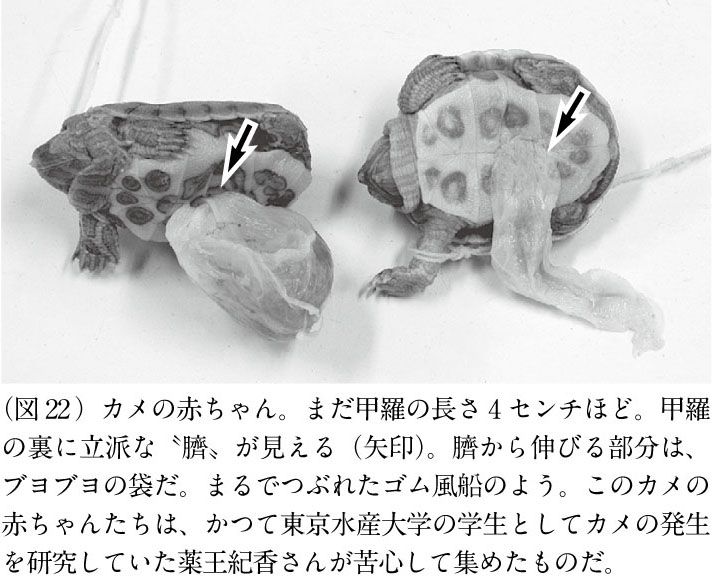 (図22）カメの赤ちゃん。まだ甲羅の長さ4センチほど。甲羅
の裏に立派な〝臍〟が見える（矢印）。臍から伸びる部分は、
ブヨブヨの袋だ。まるでつぶれたゴム風船のよう。このカメの
赤ちゃんたちは、かつて東京水産大学の学生としてカメの発生
を研究していた薬王紀香さんが苦心して集めたものだ。